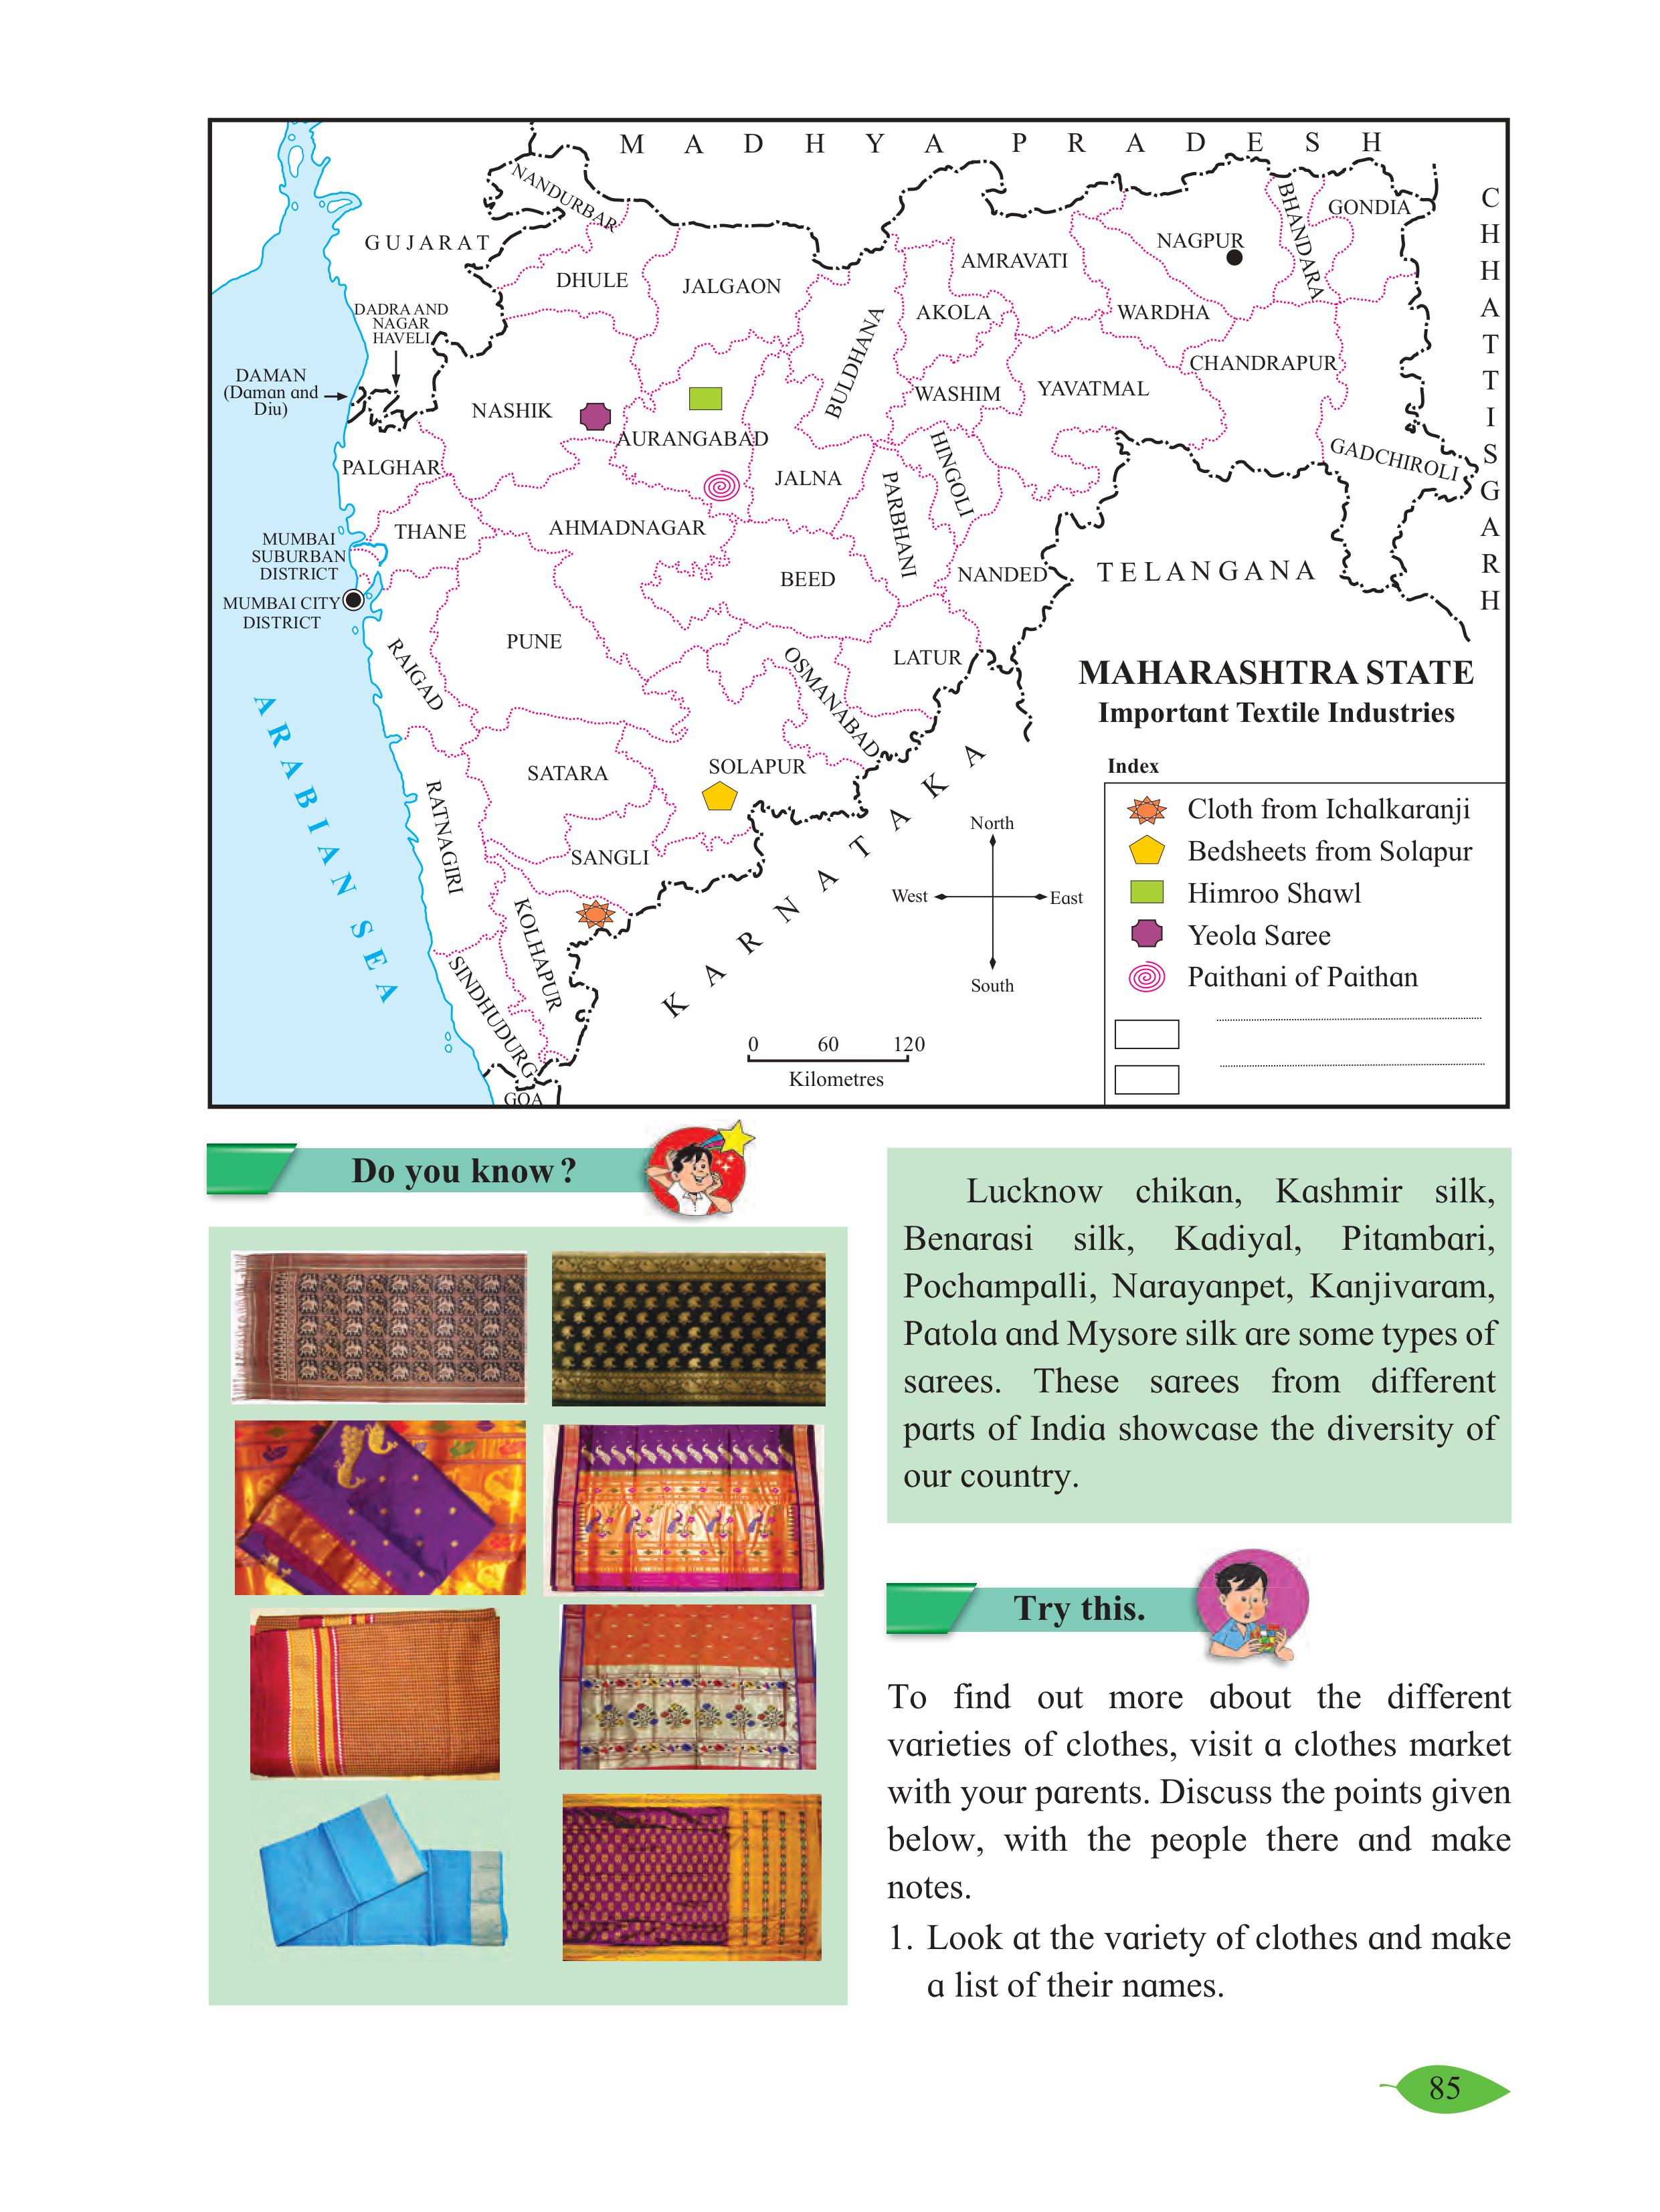 MADHYA PRADESH
CHHATTISGARH
GUJARAT
NANDURBAR
DHULE
JALGAON
BULDHANA
AKOLA
AMRAVATI
NAGPUR
BHANDARA
GONDIA
WARDHA
CHANDRAPUR
WASHIM
YAVATMAL
GADCHIROLI
DADRA AND
NAGAR
HAVELI
DAMAN
(Daman and
Diu)
NASHIK
AURANGABAD
JALNA
PARBHANI
HINGOLI
PALGHAR
THANE
AHMADNAGAR
MUMBAI
SUBURBAN
DISTRICT
MUMBAI CITY
DISTRICT
BEED
NANDED
TELANGANA
RAIGAD
PUNE
OSMANABAD
LATUR
ARABIAN SEA
SATARA
SOLAPUR
RATNAGIRI
SANGLI
KOLHAPUR
SINDHUDURG
GOA
KARNATAKA
MAHARASHTRA STATE
Important Textile Industries
Index
Cloth from Ichalkaranji
Bedsheets from Solapur
Himroo Shawl
Yeola Saree
Paithani of Paithan
North
West
East
South
0 60 120
Kilometres
Do you know ?
Lucknow chikan, Kashmir silk,
Benarasi silk, Kadiyal, Pitambari,
Pochampalli, Narayanpet, Kanjivaram,
Patola and Mysore silk are some types of
sarees. These sarees from different
parts of India showcase the diversity of
our country.
Try this.
To find out more about the different
varieties of clothes, visit a clothes market
with your parents. Discuss the points given
below, with the people there and make
notes.
1. Look at the variety of clothes and make
a list of their names.
85